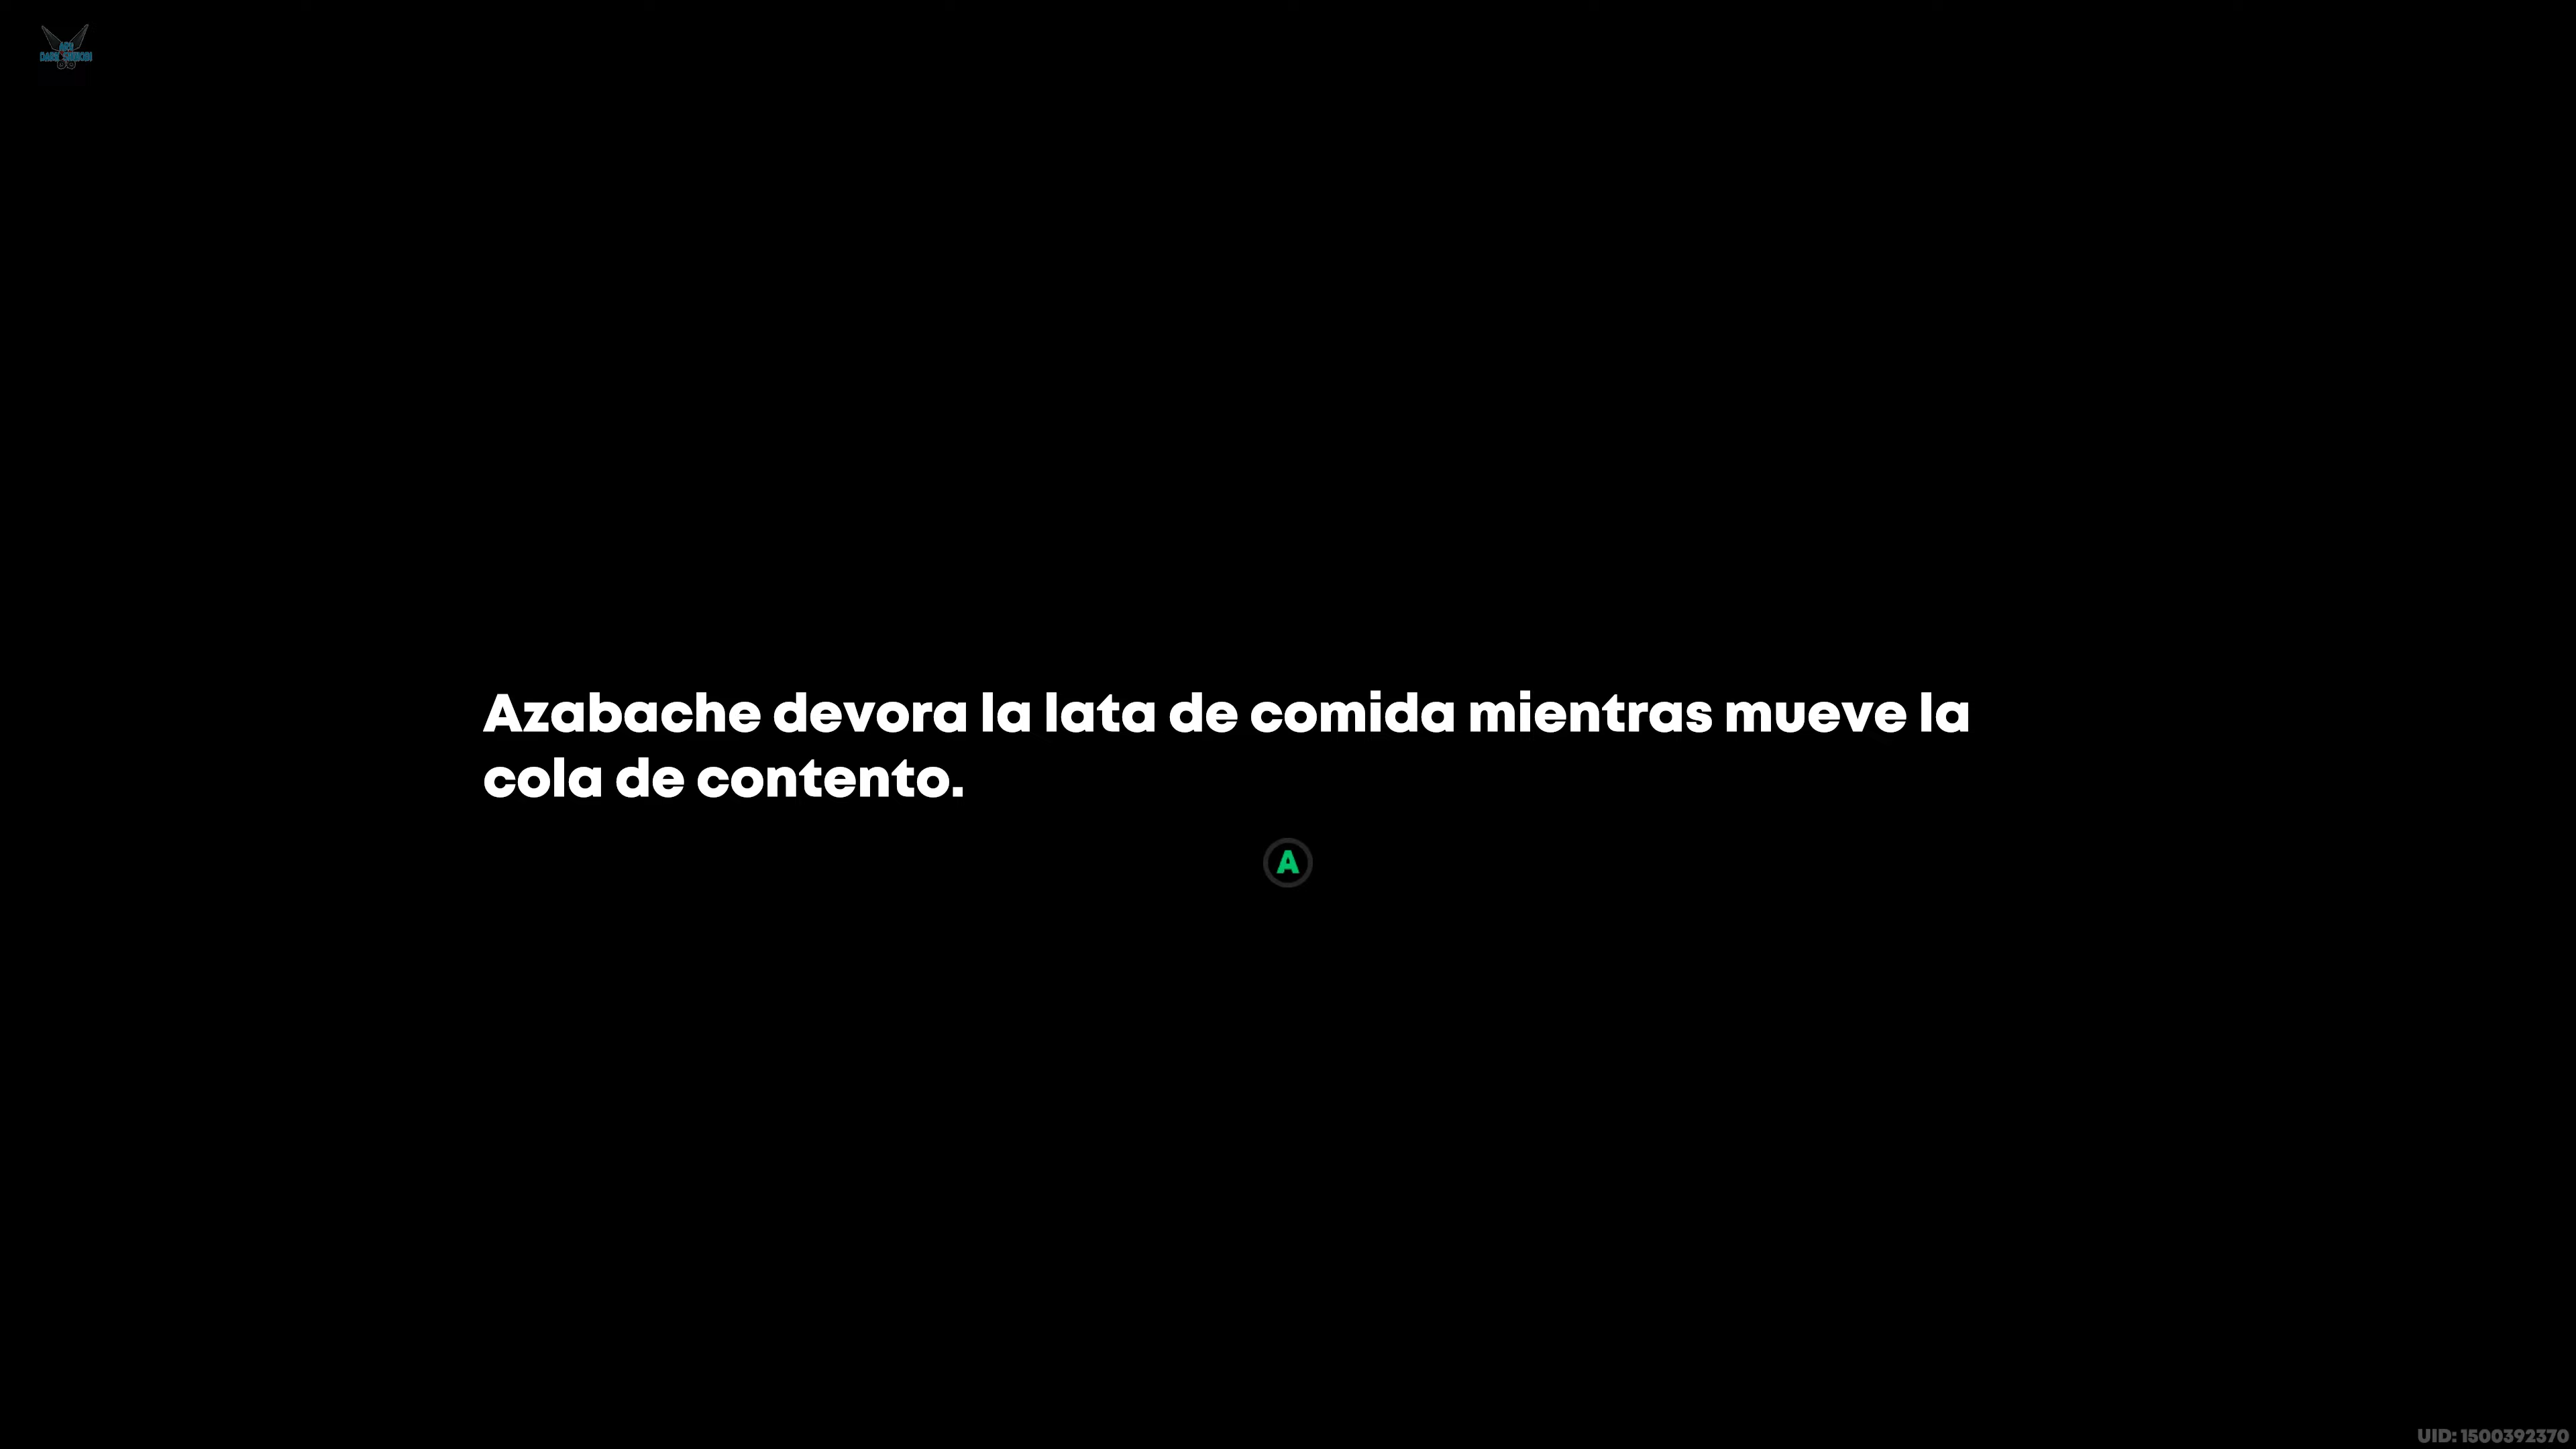 Azabache devora la lata de comida mientras mueve la
cola de contento.
A
UID: 1500392370